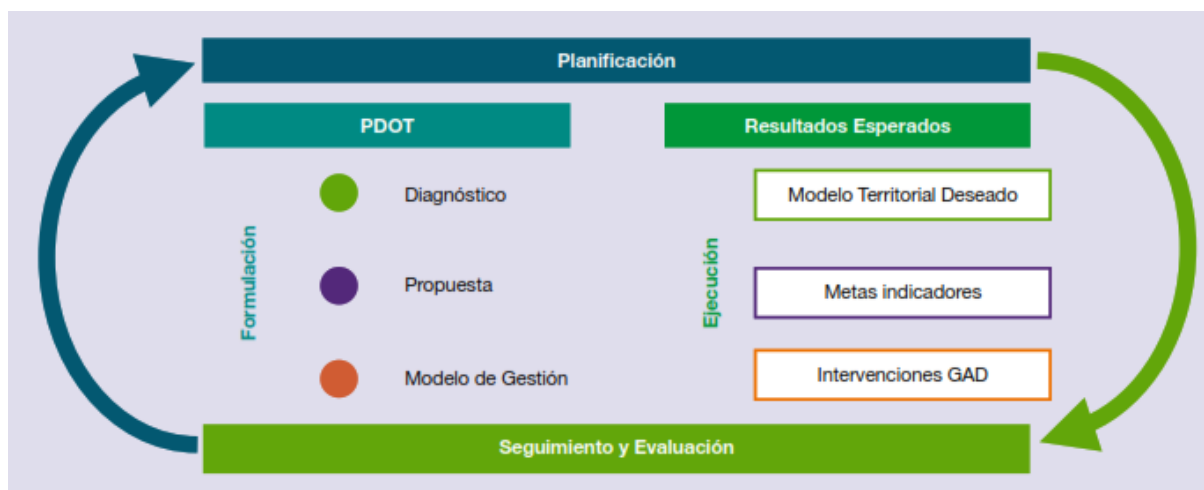 Planificación
PDOT
Resultados Esperados
Formulación
Diagnóstico
Propuesta
Modelo de Gestión
Ejecución
Modelo Territorial Deseado
Metas indicadores
Intervenciones GAD
Seguimiento y Evaluación